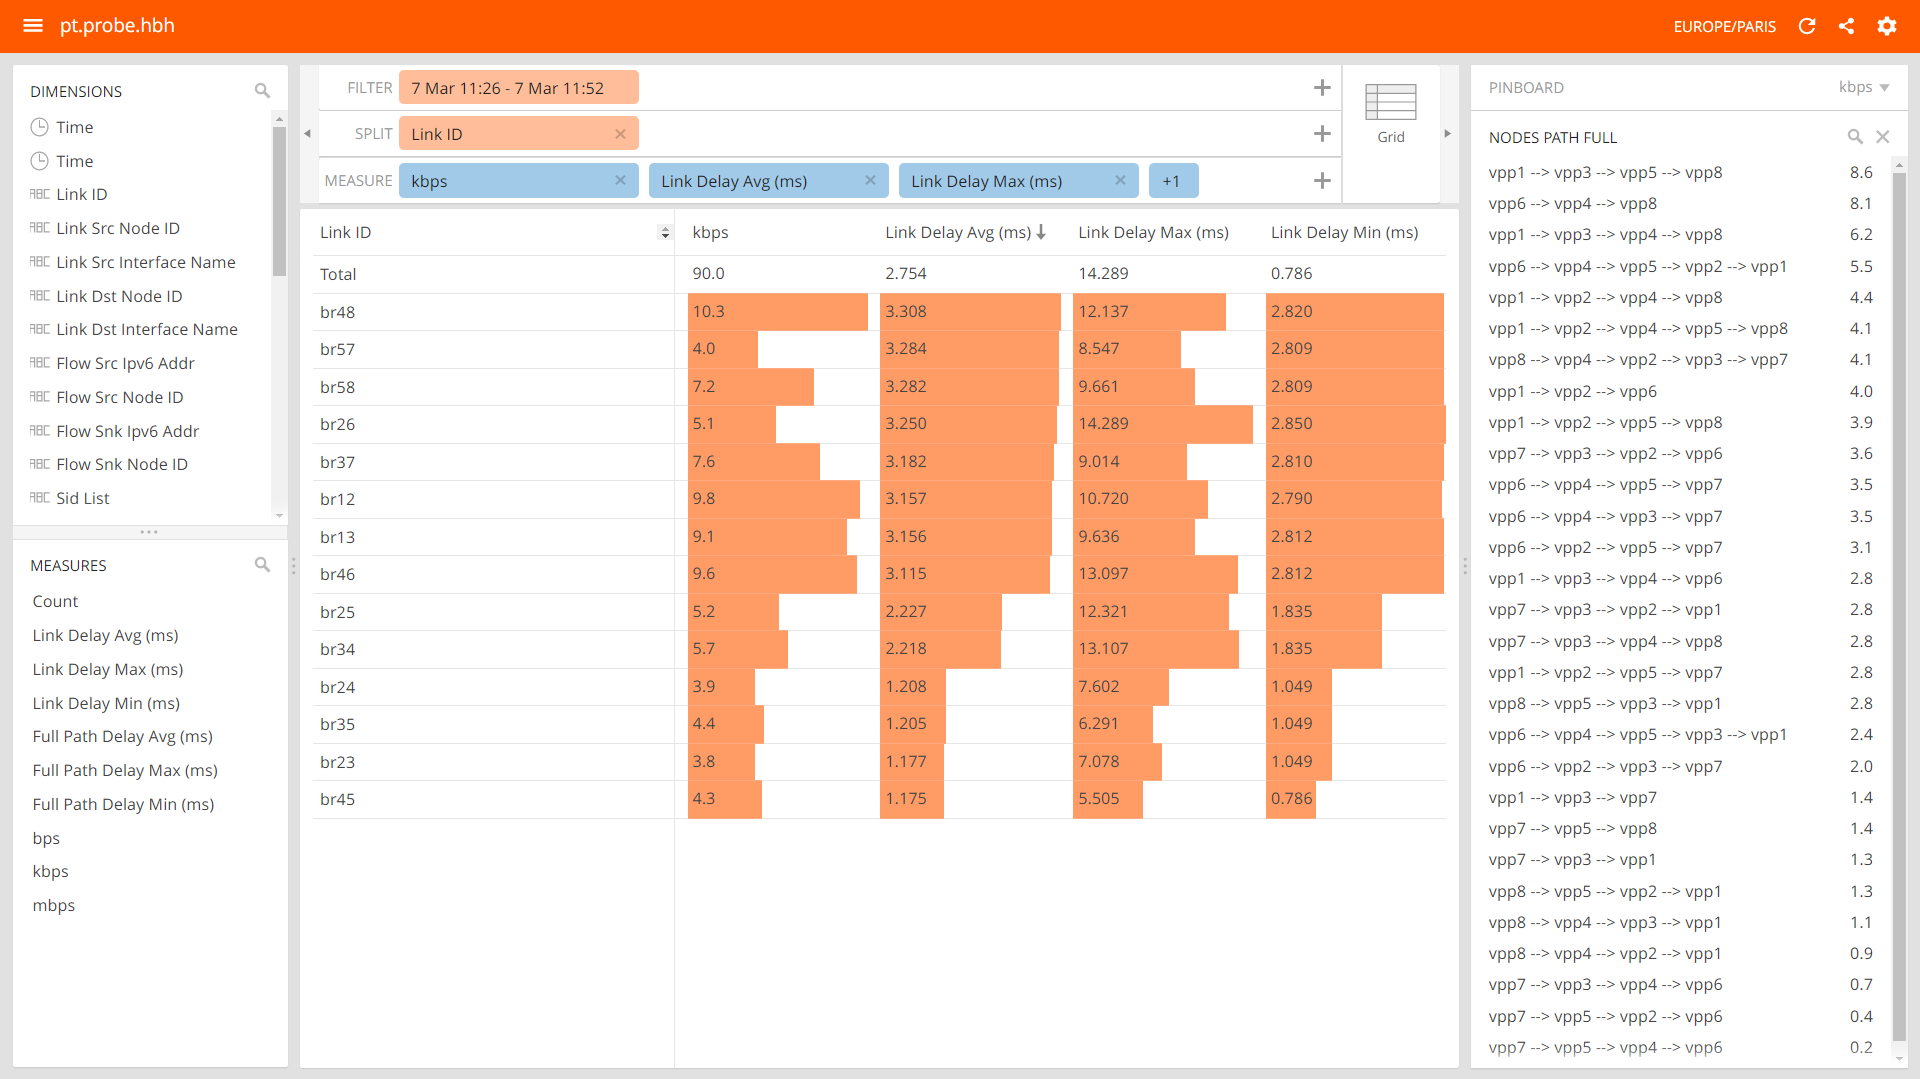 pt.probe.hbh
EUROPE/PARIS
DIMENSIONS
Time
Time
ABC Link ID
ABC Link Src Node ID
ABC Link Src Interface Name
ABC Link Dst Node ID
ABC Link Dst Interface Name
ABC Flow Src Ipv6 Addr
ABC Flow Src Node ID
ABC Flow Snk Ipv6 Addr
ABC Flow Snk Node ID
ABC Sid List
MEASURES
Count
Link Delay Avg (ms)
Link Delay Max (ms)
Link Delay Min (ms)
Full Path Delay Avg (ms)
Full Path Delay Max (ms)
Full Path Delay Min (ms)
bps
kbps
mbps
FILTER 7 Mar 11:26 - 7 Mar 11:52
SPLIT Link ID
MEASURE kbps Link Delay Avg (ms) Link Delay Max (ms) +1
Grid
Link ID kbps Link Delay Avg (ms) Link Delay Max (ms) Link Delay Min (ms)
Total 90.0 2.754 14.289 0.786
br48 10.3 3.308 12.137 2.820
br57 4.0 3.284 8.547 2.809
br58 7.2 3.282 9.661 2.809
br26 5.1 3.250 14.289 2.850
br37 7.6 3.182 9.014 2.810
br12 9.8 3.157 10.720 2.790
br13 9.1 3.156 9.636 2.812
br46 9.6 3.115 13.097 2.812
br25 5.2 2.227 12.321 1.835
br34 5.7 2.218 13.107 1.835
br24 3.9 1.208 7.602 1.049
br35 4.4 1.205 6.291 1.049
br23 3.8 1.177 7.078 1.049
br45 4.3 1.175 5.505 0.786
PINBOARD kbps
NODES PATH FULL
vpp1 --> vpp3 --> vpp5 --> vpp8 8.6
vpp6 --> vpp4 --> vpp8 8.1
vpp1 --> vpp3 --> vpp4 --> vpp8 6.2
vpp6 --> vpp4 --> vpp5 --> vpp2 --> vpp1 5.5
vpp1 --> vpp2 --> vpp4 --> vpp8 4.4
vpp1 --> vpp2 --> vpp4 --> vpp5 --> vpp8 4.1
vpp8 --> vpp4 --> vpp2 --> vpp3 --> vpp7 4.1
vpp1 --> vpp2 --> vpp6 4.0
vpp1 --> vpp2 --> vpp5 --> vpp8 3.9
vpp7 --> vpp3 --> vpp2 --> vpp6 3.6
vpp6 --> vpp4 --> vpp5 --> vpp7 3.5
vpp6 --> vpp4 --> vpp3 --> vpp7 3.5
vpp6 --> vpp2 --> vpp5 --> vpp7 3.1
vpp1 --> vpp3 --> vpp4 --> vpp6 2.8
vpp7 --> vpp3 --> vpp2 --> vpp1 2.8
vpp7 --> vpp3 --> vpp4 --> vpp8 2.8
vpp1 --> vpp2 --> vpp5 --> vpp7 2.8
vpp8 --> vpp5 --> vpp3 --> vpp1 2.8
vpp6 --> vpp4 --> vpp5 --> vpp3 --> vpp1 2.4
vpp6 --> vpp2 --> vpp3 --> vpp7 2.0
vpp1 --> vpp3 --> vpp7 1.4
vpp7 --> vpp5 --> vpp8 1.4
vpp7 --> vpp3 --> vpp1 1.3
vpp8 --> vpp5 --> vpp2 --> vpp1 1.3
vpp8 --> vpp4 --> vpp3 --> vpp1 1.1
vpp8 --> vpp4 --> vpp2 --> vpp1 0.9
vpp7 --> vpp3 --> vpp4 --> vpp6 0.7
vpp7 --> vpp5 --> vpp2 --> vpp6 0.4
vpp7 --> vpp5 --> vpp4 --> vpp6 0.2